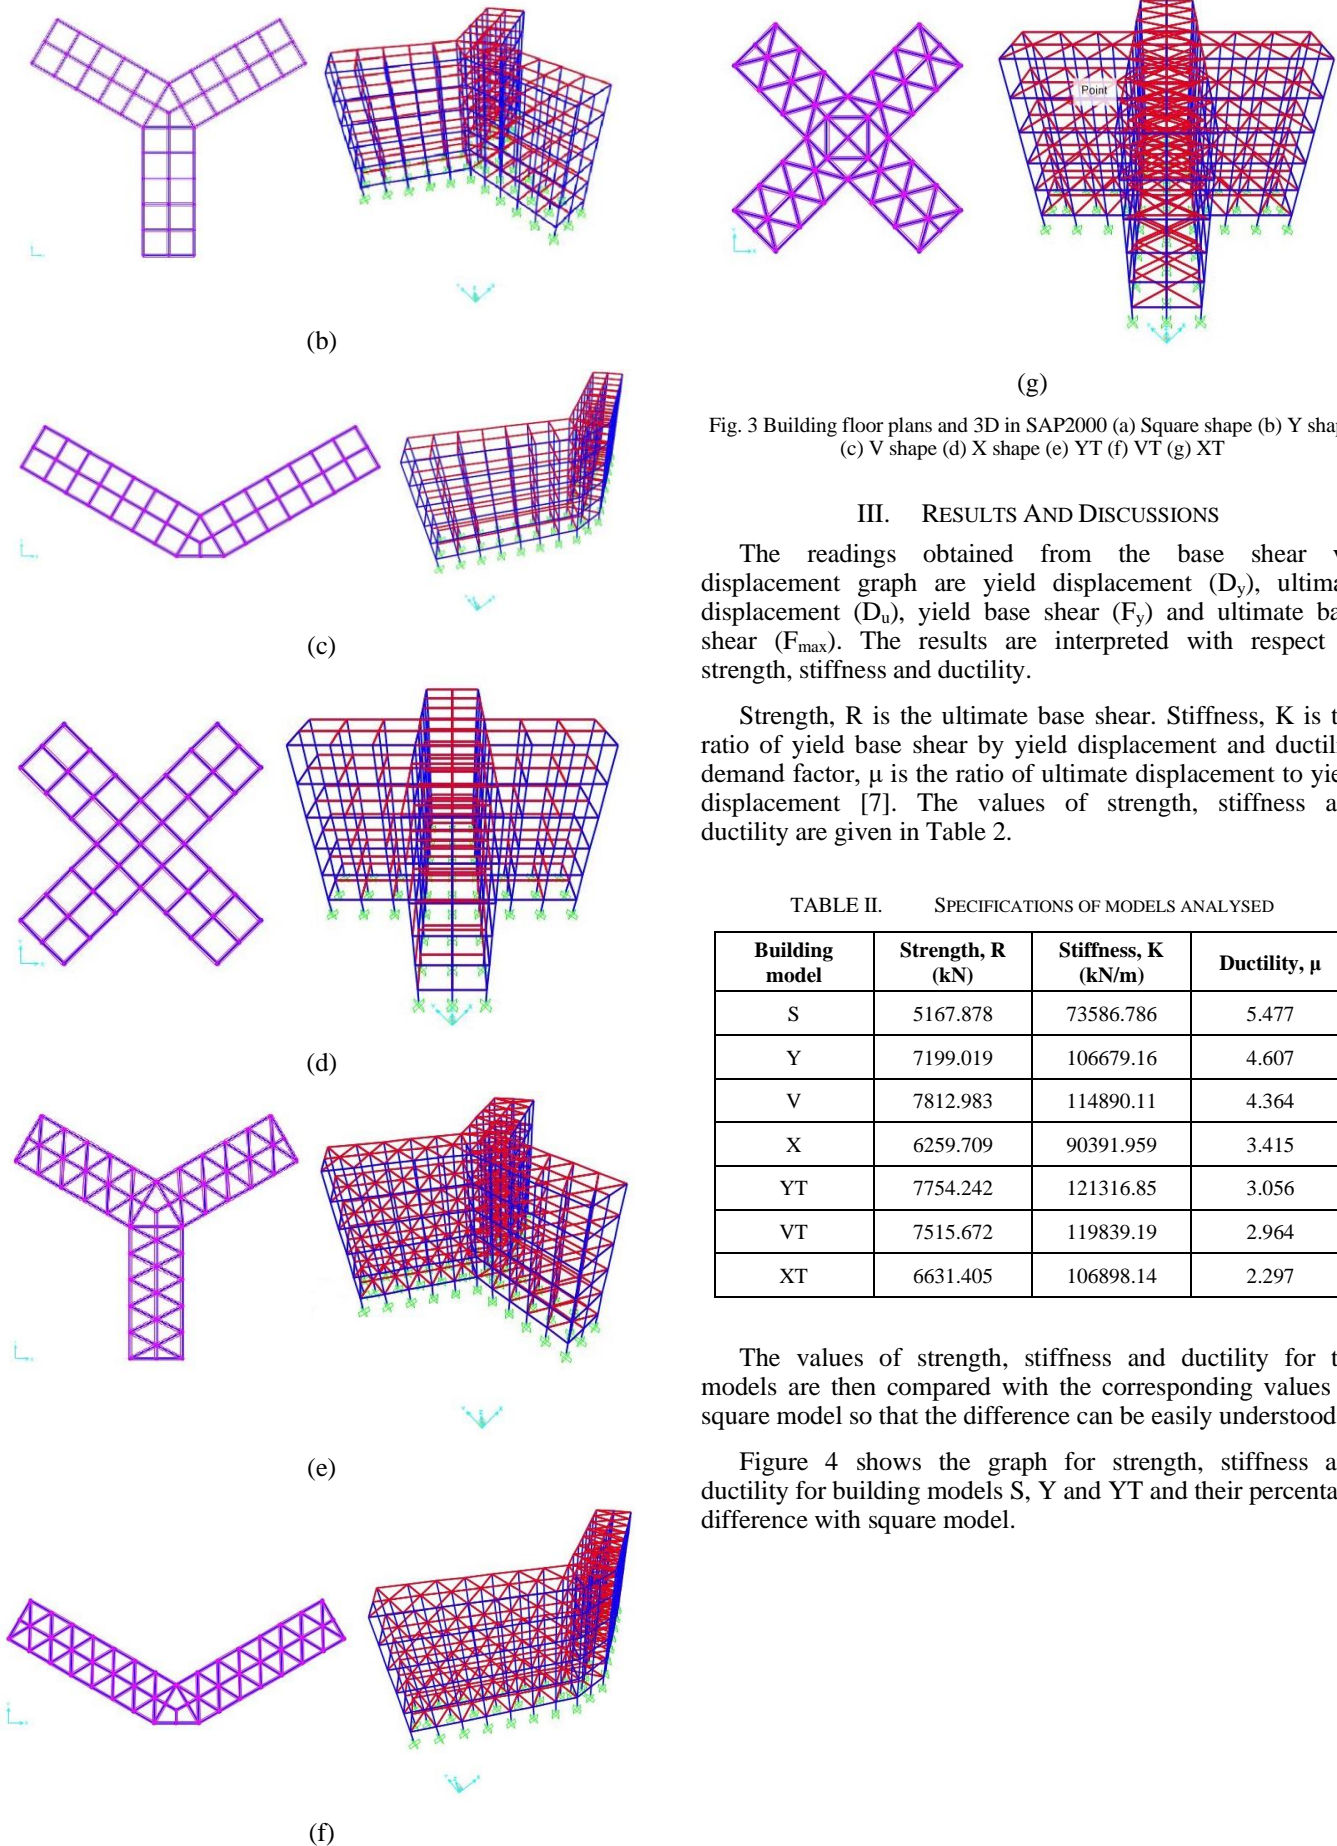 (b)
(c)
(d)
(e)
(f)
Point
(g)
Fig. 3 Building floor plans and 3D in SAP2000 (a) Square shape (b) Y shap
(c) V shape (d) X shape (e) YT (f) VT (g) XT
III. RESULTS AND DISCUSSIONS
The readings obtained from the base shear v
displacement graph are yield displacement (Dy), ultima
displacement (Du), yield base shear (Fy) and ultimate ba
shear (Fmax). The results are interpreted with respect
strength, stiffness and ductility.
Strength, R is the ultimate base shear. Stiffness, K is t
ratio of yield base shear by yield displacement and ductili
demand factor, μ is the ratio of ultimate displacement to yie
displacement [7]. The values of strength, stiffness a
ductility are given in Table 2.
TABLE II. SPECIFICATIONS OF MODELS ANALYSED
Building model Strength, R (kN) Stiffness, K (kN/m) Ductility, μ
S 5167.878 73586.786 5.477
Y 7199.019 106679.16 4.607
V 7812.983 114890.11 4.364
X 6259.709 90391.959 3.415
YT 7754.242 121316.85 3.056
VT 7515.672 119839.19 2.964
XT 6631.405 106898.14 2.297
The values of strength, stiffness and ductility for t
models are then compared with the corresponding values
square model so that the difference can be easily understood
Figure 4 shows the graph for strength, stiffness a
ductility for building models S, Y and YT and their percenta
difference with square model.